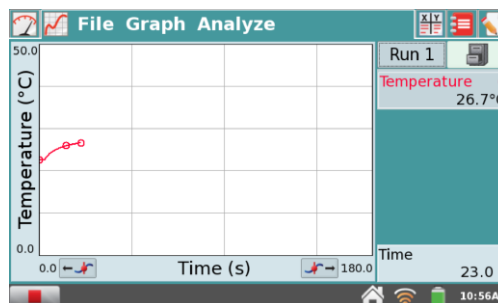 File Graph Analyze
X Y
50.0
Run 1
Temperature
26.7°C
Temperature (°C)
0.0
0.0
Time (s)
180.0
Time
23.0
10:56A